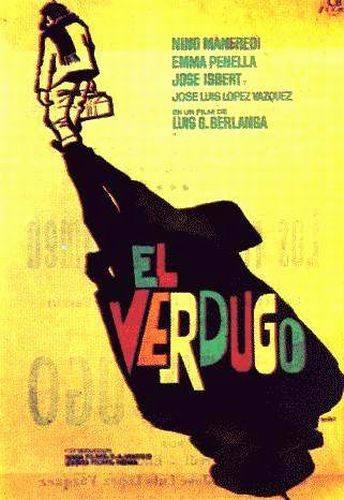 NINO MANFREDI
EMMA PENELLA
JOSE ISBERT
JOSE LUIS LOPEZ VAZQUEZ
EN UN FILM DE
LUIS G. BERLANGA
EL
VERDUGO